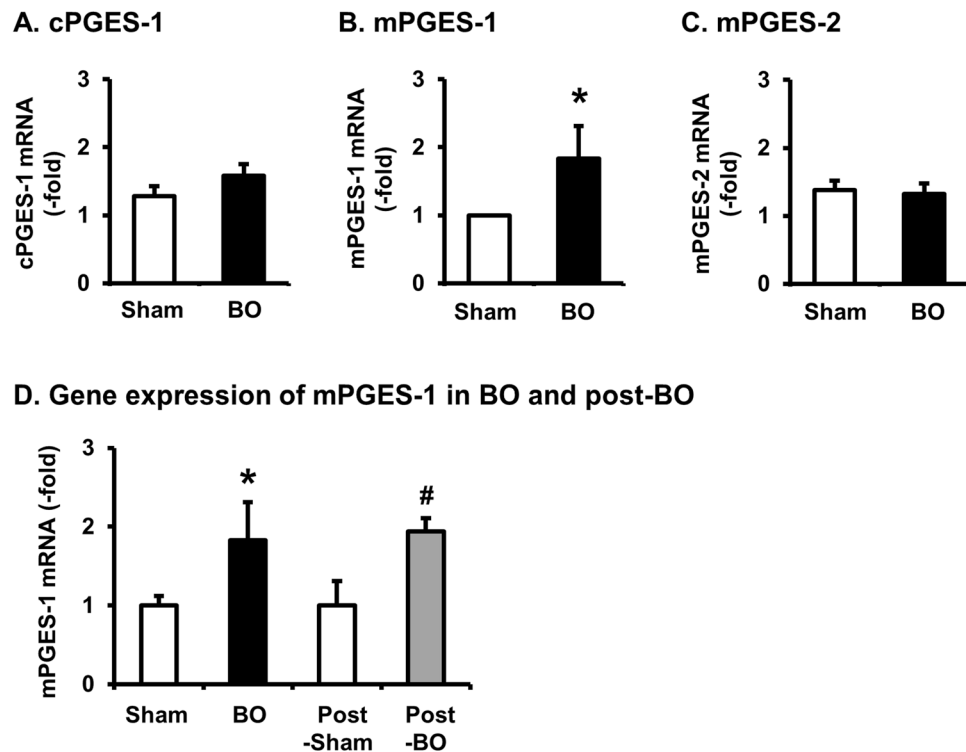 A. cPGES-1
B. mPGES-1
C. mPGES-2
cPGES-1 mRNA
(-fold)
3
2
1
0
Sham
BO
mPGES-1 mRNA
(-fold)
3
2
1
0
*
Sham
BO
mPGES-2 mRNA
(-fold)
3
2
1
0
Sham
BO
D. Gene expression of mPGES-1 in BO and post-BO
mPGES-1 mRNA (-fold)
3
2
1
0
*
#
Sham
BO
Post
-Sham
Post
-BO